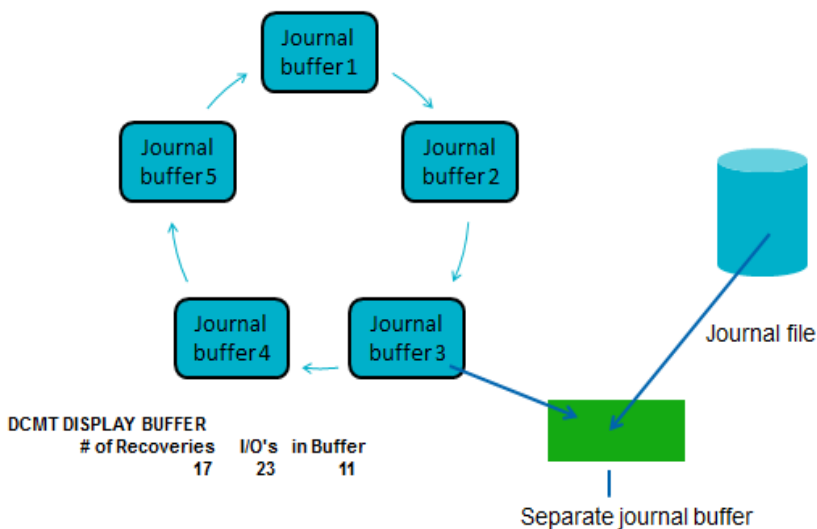 Journal
buffer 1
Journal
buffer 5
Journal
buffer 2
Journal
buffer 4
Journal
buffer 3
Journal file
DCMT DISPLAY BUFFER
# of Recoveries I/O's in Buffer
17 23 11
Separate journal buffer